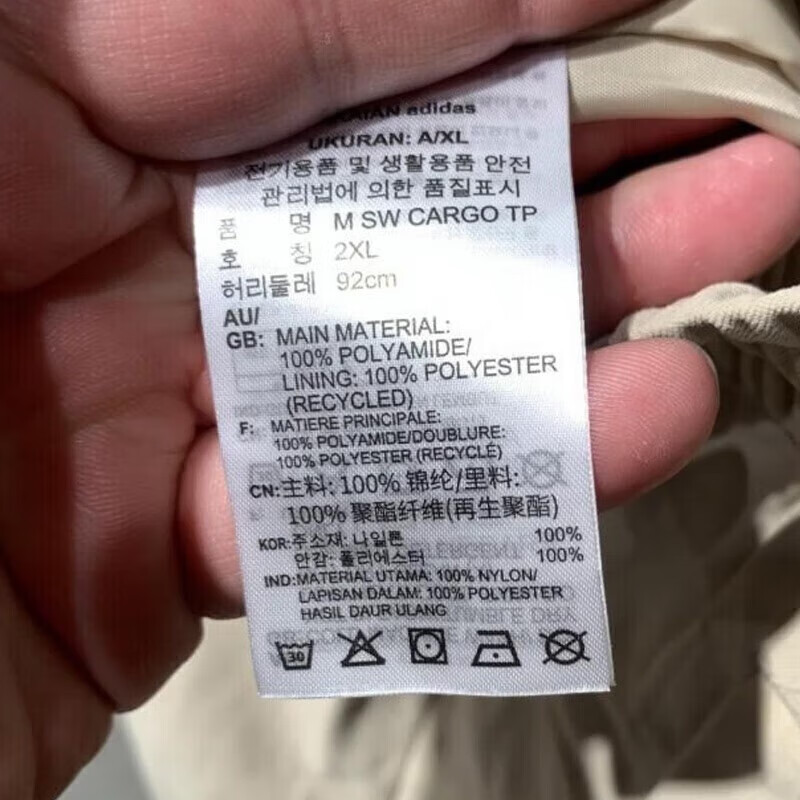 adidas
UKURAN: A/XL
전기용품 및 생활용품 안전
관리법에 의한 품질표시
품 명 M SW CARGO TP
호 칭 2XL
허리둘레 92cm
AU/
GB: MAIN MATERIAL:
100% POLYAMIDE/
LINING: 100% POLYESTER
(RECYCLED)
F: MATIERE PRINCIPALE:
100% POLYAMIDE/DOUBLURE:
100% POLYESTER (RECYCLÉ)
CN:主料: 100% 锦纶/里料:
100% 聚酯纤维(再生聚酯)
KOR:주소재: 나일론 100%
안감: 폴리에스터 100%
IND:MATERIAL UTAMA: 100% NYLON/
LAPISAN DALAM: 100% POLYESTER
HASIL DAUR ULANG
30